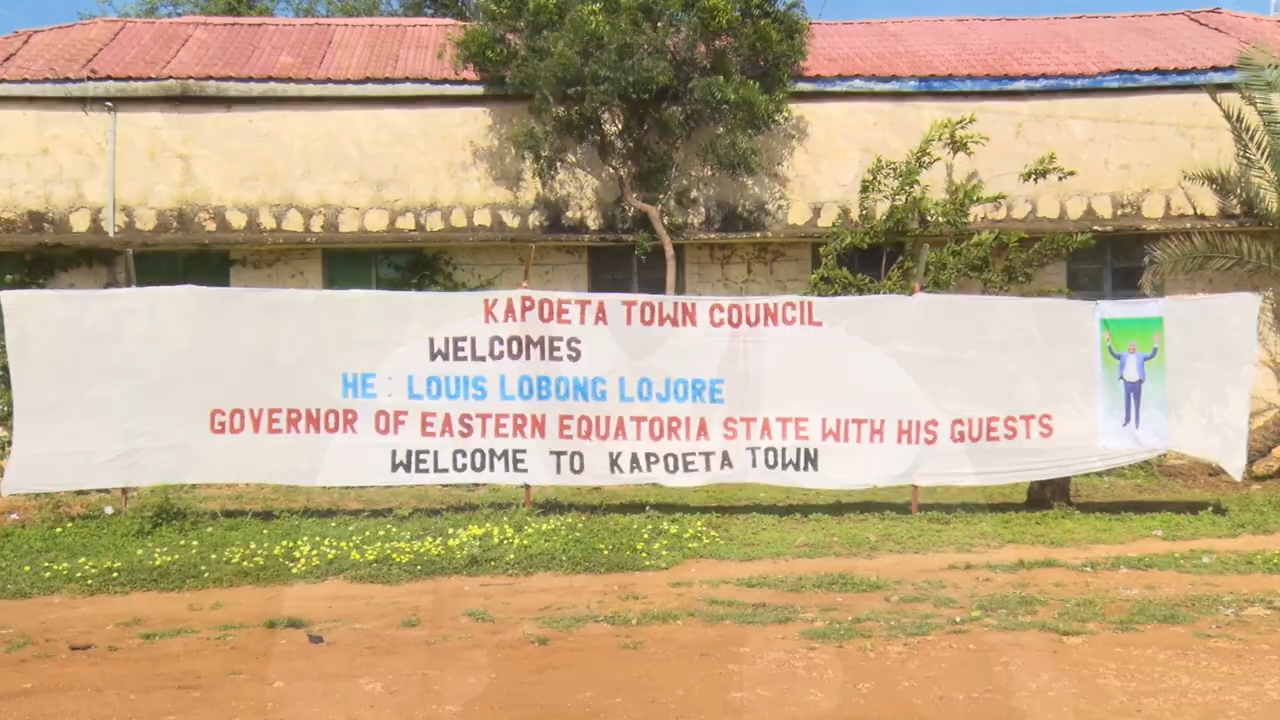 KAPOETA TOWN COUNCIL
WELCOMES
HE : LOUIS LOBONG LOJORE
GOVERNOR OF EASTERN EQUATORIA STATE WITH HIS GUESTS
WELCOME TO KAPOETA TOWN